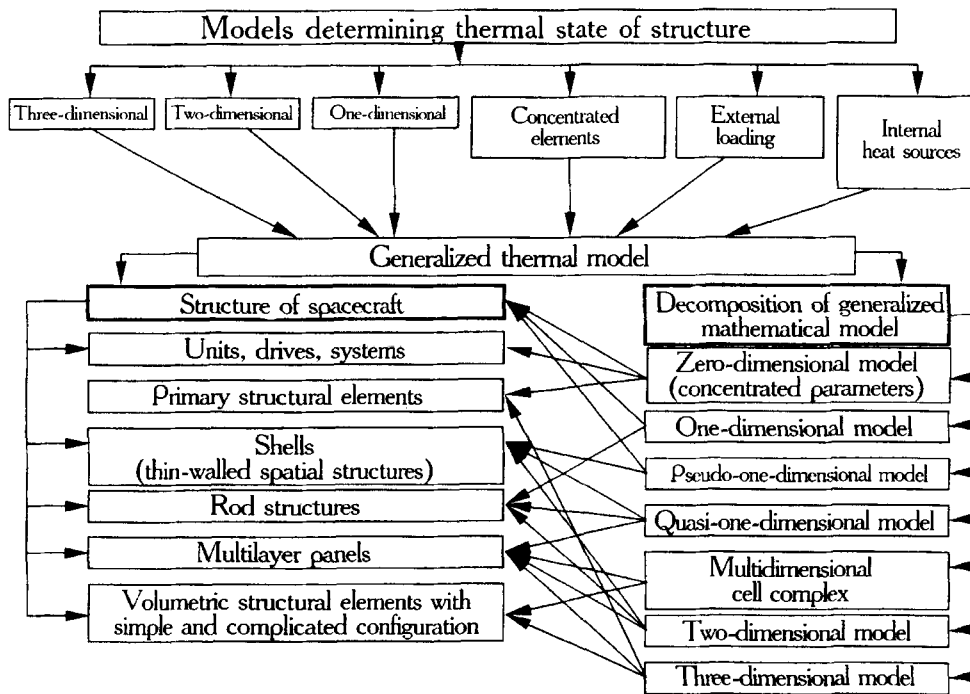 Models determining thermal state of structure
Three-dimensional
Two-dimensional
One-dimensional
Concentrated
elements
External
loading
Internal
heat sources
Generalized thermal model
Structure of spacecraft
Units, drives, systems
Primary structural elements
Shells
(thin-walled spatial structures)
Rod structures
Multilayer panels
Volumetric structural elements with
simple and complicated configuration
Decomposition of generalized
mathematical model
Zero-dimensional model
(concentrated parameters)
One-dimensional model
Pseudo-one-dimensional model
Quasi-one-dimensional model
Multidimensional
cell complex
Two-dimensional model
Three-dimensional model